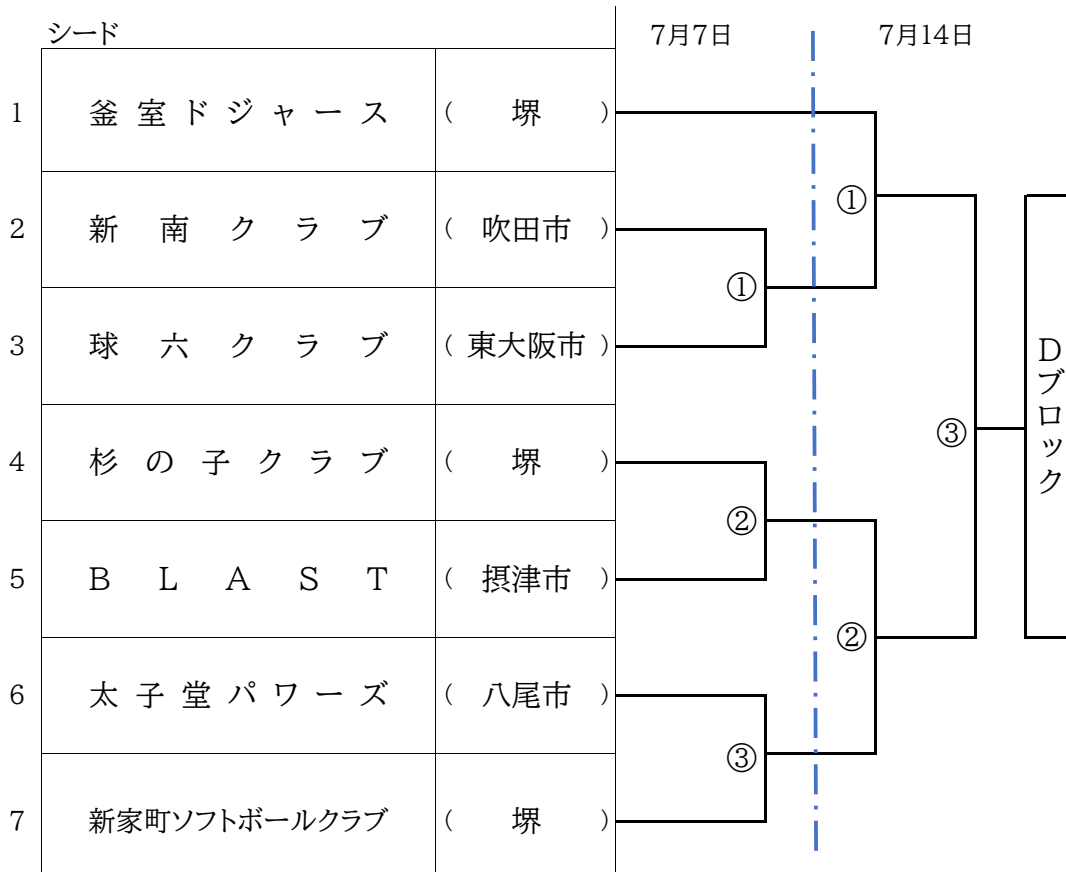 シード 7月7日 7月14日
1 釜室ドジャース ( 堺 )
①
2 新南クラブ ( 吹田市 )
①
3 球六クラブ ( 東大阪市 )
Dブロック
4 杉の子クラブ ( 堺 )
③
②
5 BLAST ( 摂津市 )
②
6 太子堂パワーズ ( 八尾市 )
③
7 新家町ソフトボールクラブ ( 堺 )